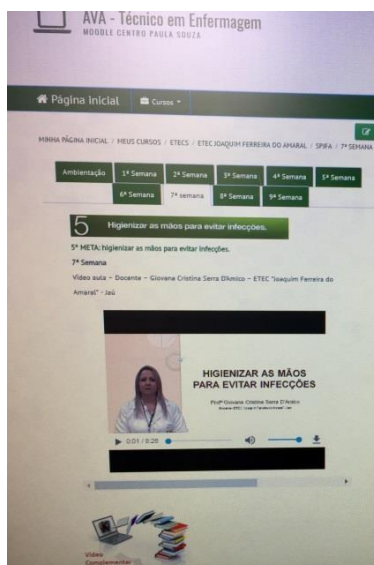 AVA - Técnico em Enfermagem
MOODLE CENTRO PAULA SOUZA
Página inicial
Cursos
MINHA PÁGINA INICIAL / MEUS CURSOS / ETECS / ETEC JOAQUIM FERREIRA DO AMARAL / SPIFA / 7ª SEMANA
Ambientação 1ª Semana 2ª Semana 3ª Semana 4ª Semana 5ª Semana
6ª Semana 7ª semana 8ª Semana 9ª Semana
5 Higienizar as mãos para evitar infecções.
5ª META: higienizar as mãos para evitar infecções.
7ª Semana
Vídeo aula - Docente - Giovana Cristina Serra D'Amico - ETEC "Joaquim Ferreira do
Amaral" - Jaú
HIGIENIZAR AS MÃOS
PARA EVITAR INFECÇÕES
Profª Giovana Cristina Serra D'Amico
0:01 / 9:26
Vídeo
Complementar